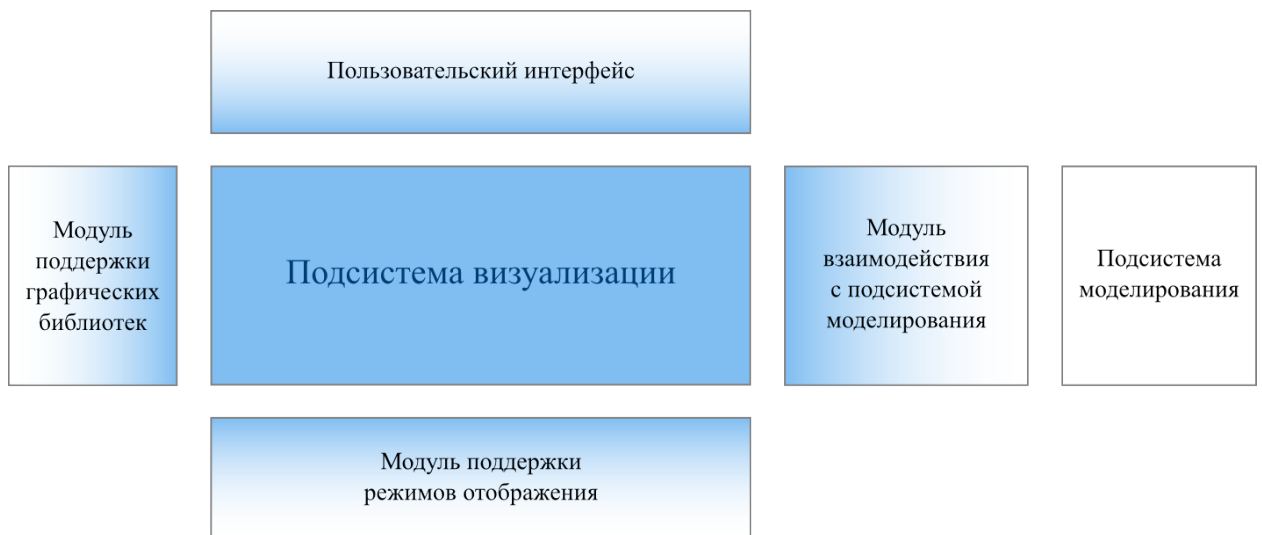 Пользовательский интерфейс
Модуль
поддержки
графических
библиотек
Подсистема визуализации
Модуль
взаимодействия
с подсистемой
моделирования
Подсистема
моделирования
Модуль поддержки
режимов отображения